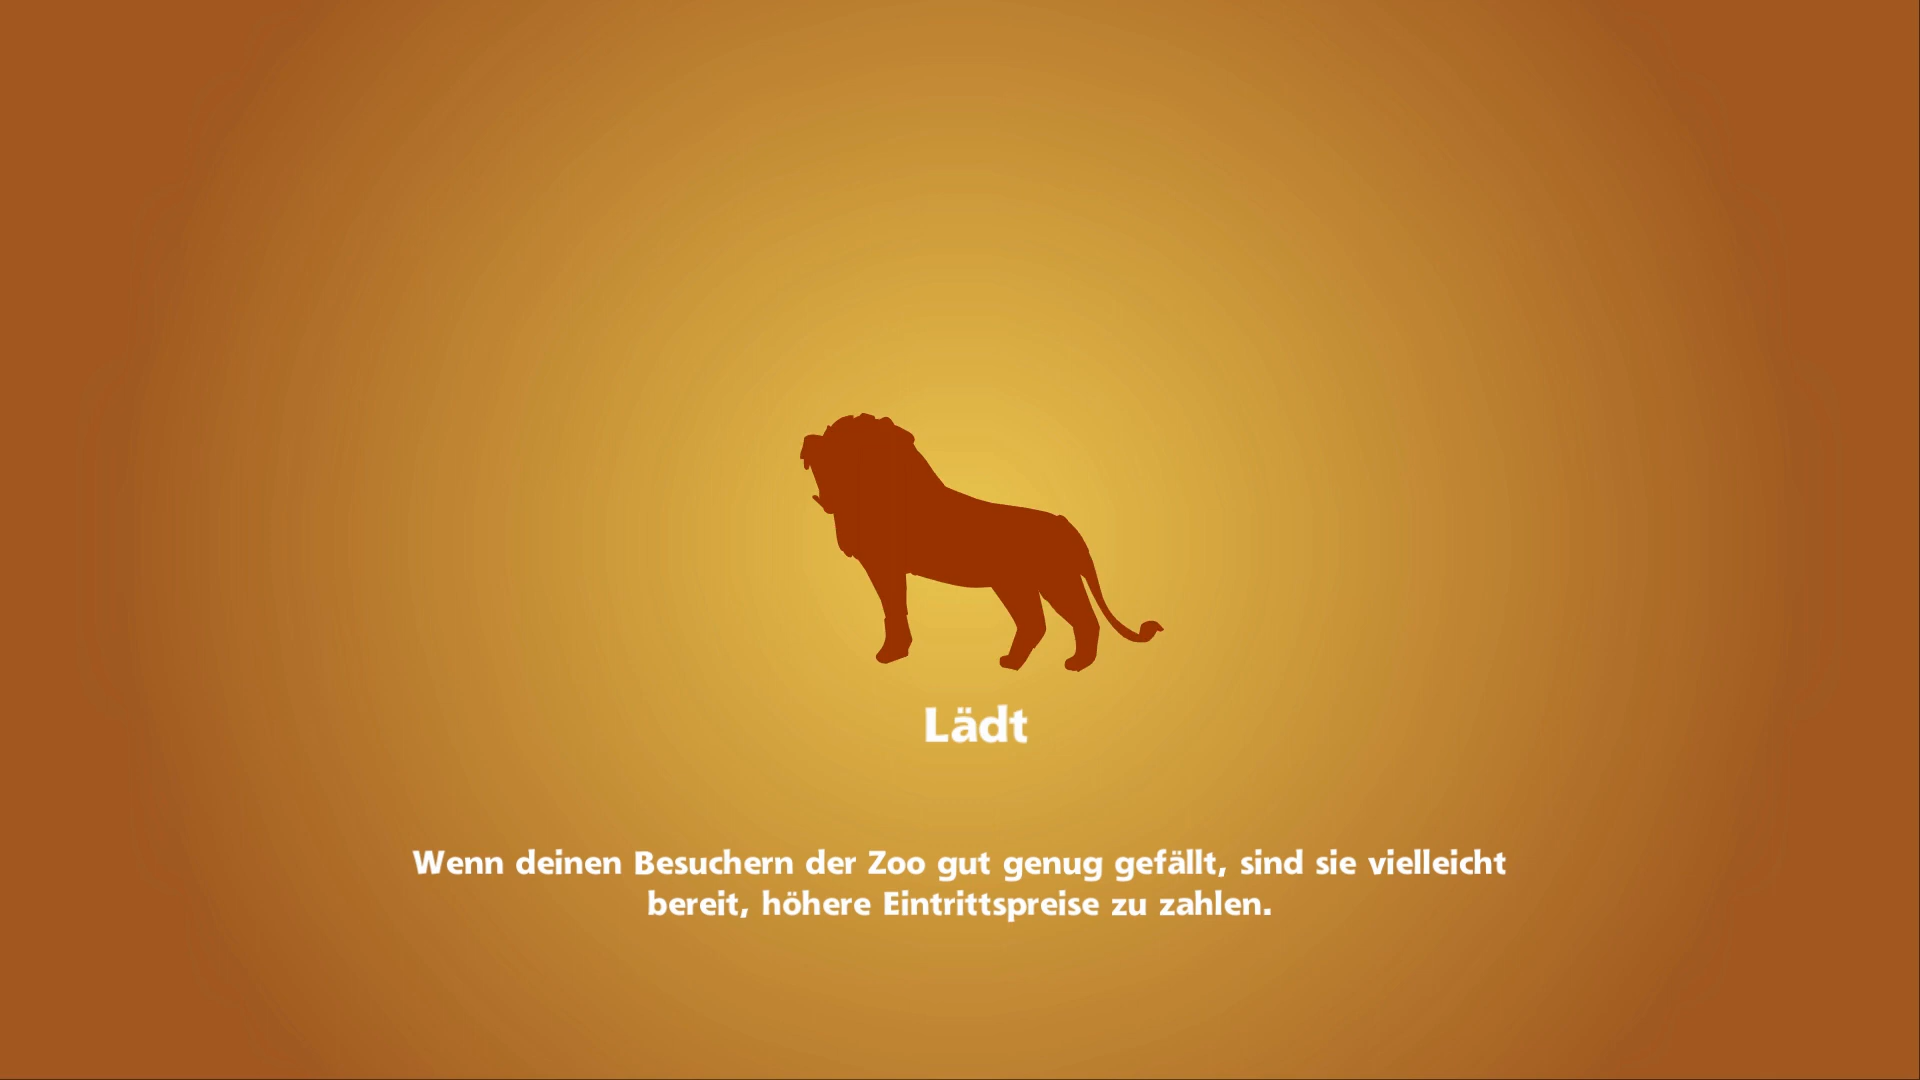 Lädt
Wenn deinen Besuchern der Zoo gut genug gefällt, sind sie vielleicht
bereit, höhere Eintrittspreise zu zahlen.